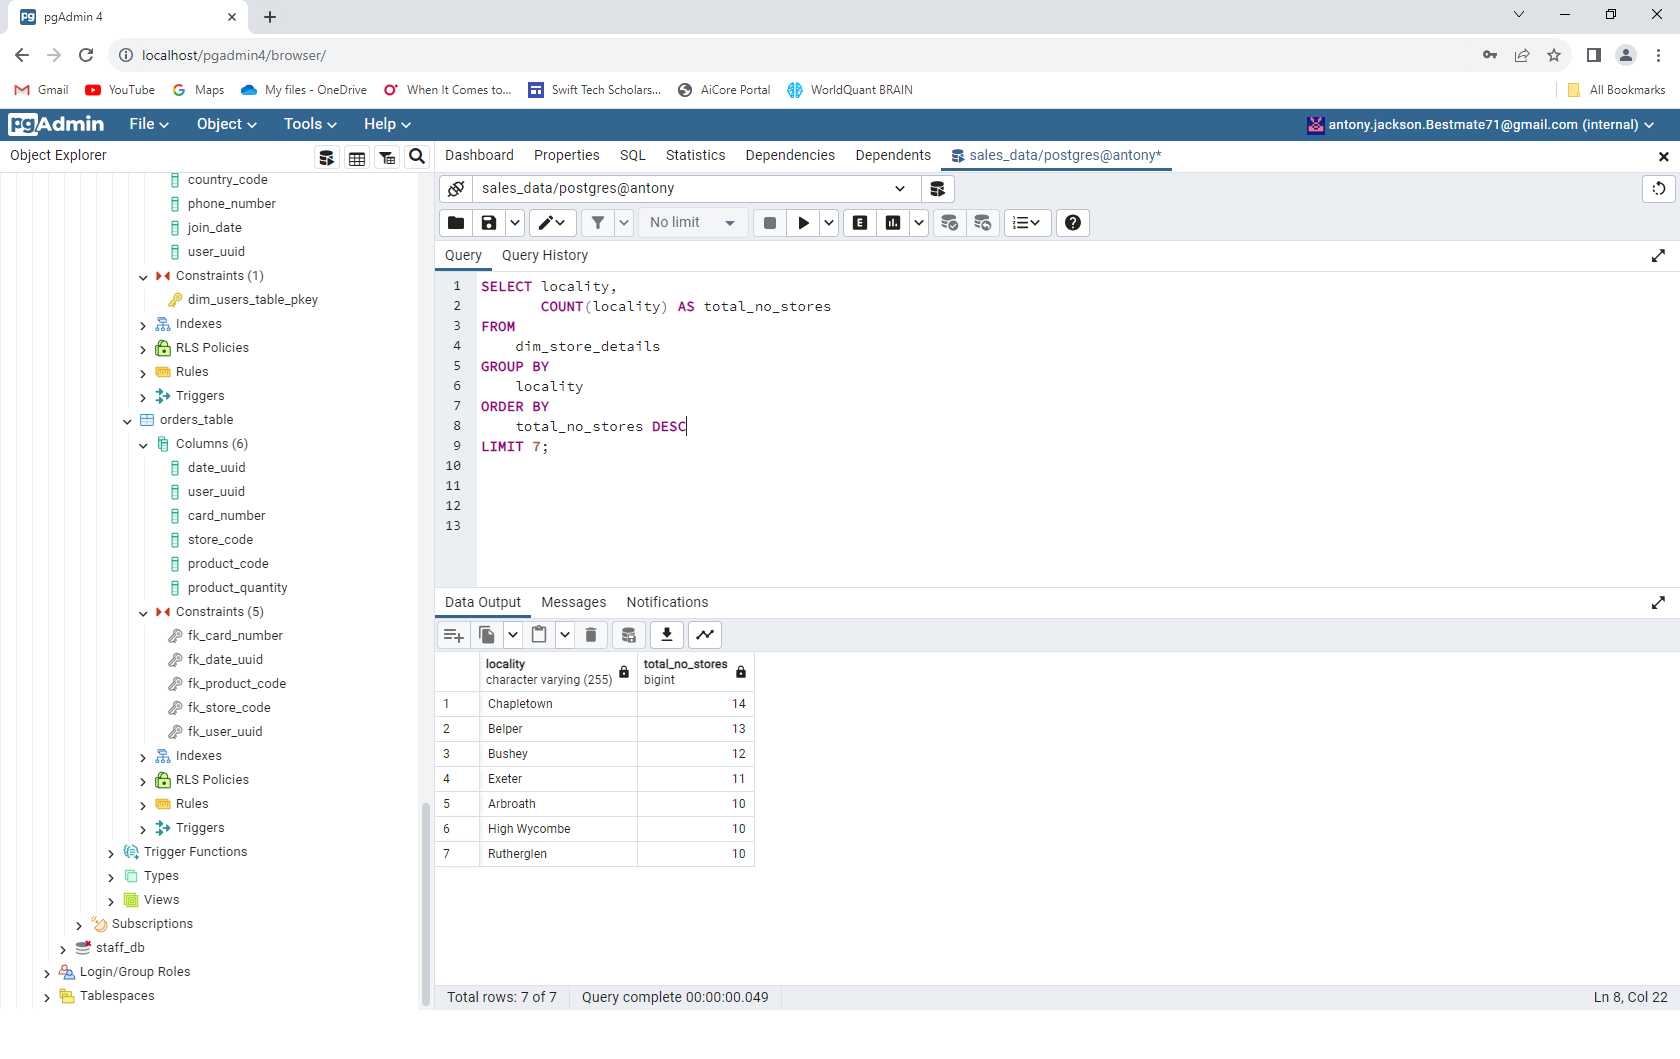 pgAdmin 4
localhost/pgadmin4/browser/
Gmail YouTube Maps My files - OneDrive When It Comes to... Swift Tech Scholars... AiCore Portal WorldQuant BRAIN All Bookmarks
pgAdmin File Object Tools Help antony.jackson.Bestmate71@gmail.com (internal)
Object Explorer
country_code
phone_number
join_date
user_uuid
Constraints (1)
dim_users_table_pkey
Indexes
RLS Policies
Rules
Triggers
orders_table
Columns (6)
date_uuid
user_uuid
card_number
store_code
product_code
product_quantity
Constraints (5)
fk_card_number
fk_date_uuid
fk_product_code
fk_store_code
fk_user_uuid
Indexes
RLS Policies
Rules
Triggers
Trigger Functions
Types
Views
Subscriptions
staff_db
Login/Group Roles
Tablespaces
Dashboard Properties SQL Statistics Dependencies Dependents sales_data/postgres@antony*
sales_data/postgres@antony
No limit E
Query Query History
1 SELECT locality,
2 COUNT(locality) AS total_no_stores
3 FROM
4 dim_store_details
5 GROUP BY
6 locality
7 ORDER BY
8 total_no_stores DESC
9 LIMIT 7;
10
11
12
13
Data Output Messages Notifications
locality total_no_stores
character varying (255) bigint
1 Chapletown 14
2 Belper 13
3 Bushey 12
4 Exeter 11
5 Arbroath 10
6 High Wycombe 10
7 Rutherglen 10
Total rows: 7 of 7 Query complete 00:00:00.049 Ln 8, Col 22